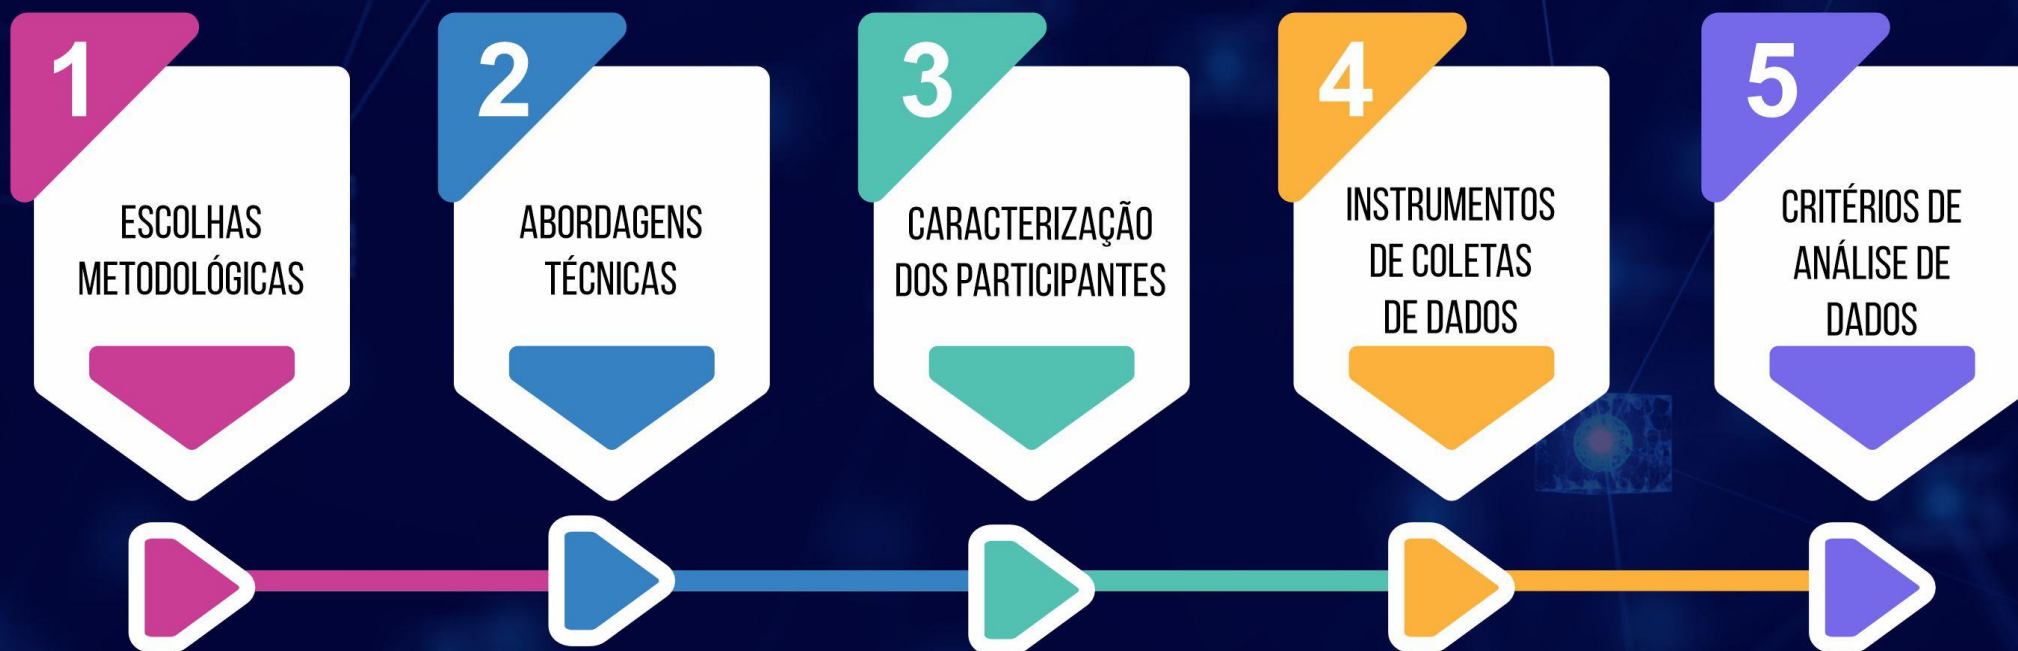 1
ESCOLHAS
METODOLÓGICAS
2
ABORDAGENS
TÉCNICAS
3
CARACTERIZAÇÃO
DOS PARTICIPANTES
4
INSTRUMENTOS
DE COLETAS
DE DADOS
5
CRITÉRIOS DE
ANÁLISE DE
DADOS